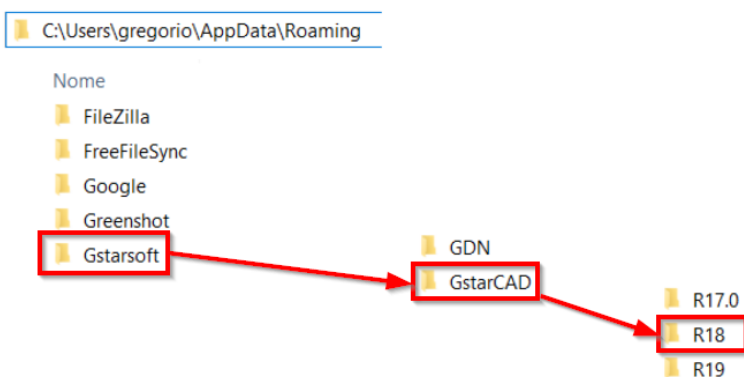 C:\Users\gregorio\AppData\Roaming
Nome
FileZilla
FreeFileSync
Google
Greenshot
Gstarsoft
GDN
GstarCAD
R17.0
R18
R19